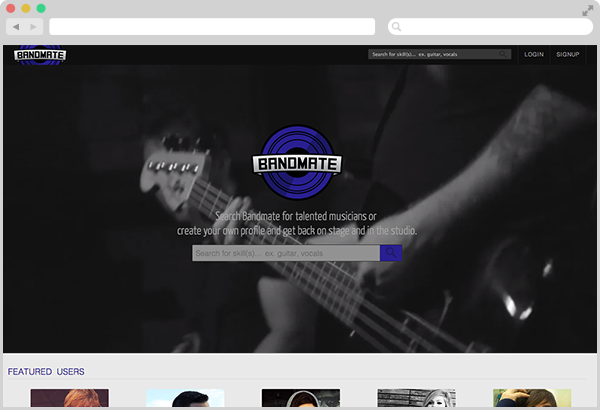 BANDMATE
Search for skill(s)... ex. guitar, vocals
LOGIN
SIGNUP
BANDMATE
Search Bandmate for talented musicians or
create your own profile and get back on stage and in the studio.
Search for skill(s)... ex. guitar, vocals
FEATURED USERS